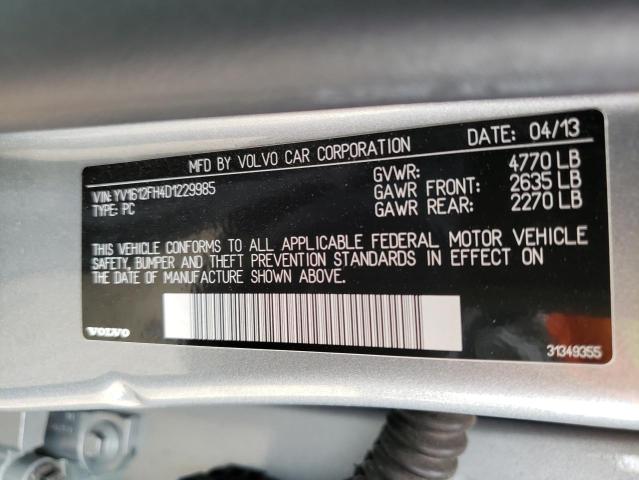 MFD BY VOLVO CAR CORPORATION DATE: 04/13
VIN: YV1612FH4D1229985
TYPE: PC
GVWR: 4770 LB
GAWR FRONT: 2635 LB
GAWR REAR: 2270 LB
THIS VEHICLE CONFORMS TO ALL APPLICABLE FEDERAL MOTOR VEHICLE
SAFETY, BUMPER AND THEFT PREVENTION STANDARDS IN EFFECT ON
THE DATE OF MANUFACTURE SHOWN ABOVE.
VOLVO
31349355